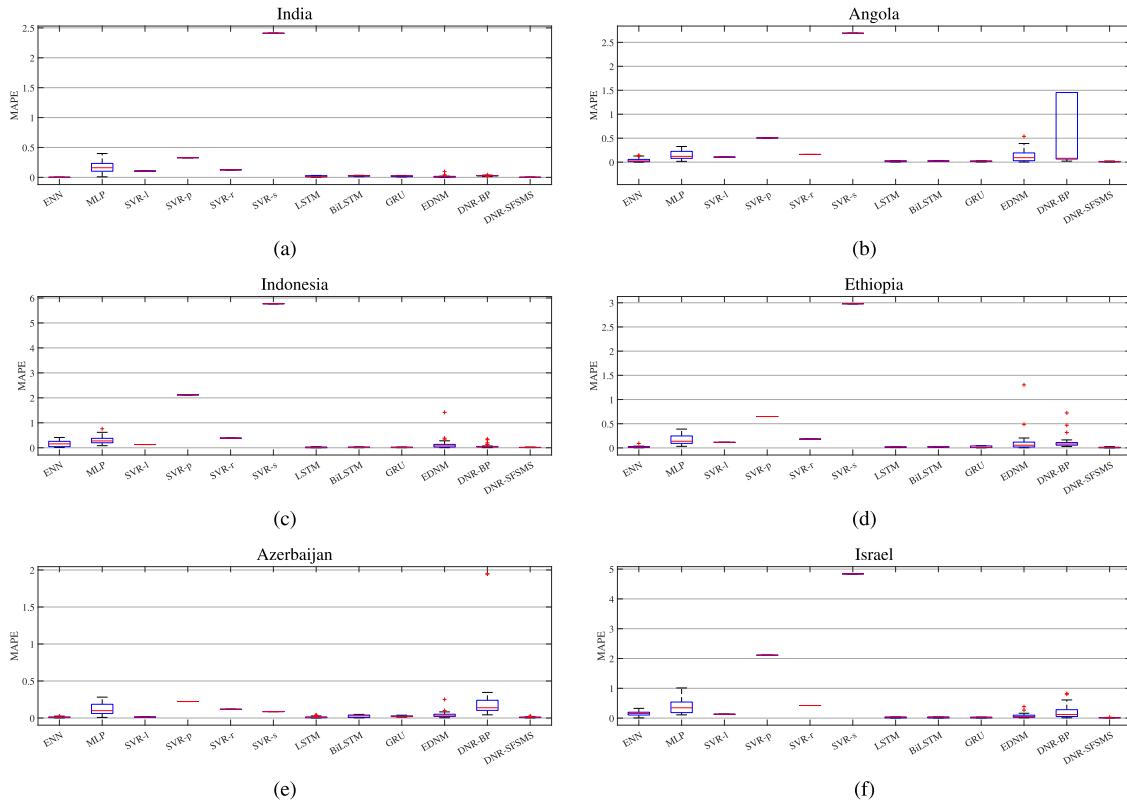 India
2.5
2
1.5
1
0.5
0
MAPE
ENN MLP SVR-l SVR-p SVR-r SVR-s LSTM BiLSTM GRU EDNM DNR-BP DNR-SFSMS
(a)
Angola
2.5
2
1.5
1
0.5
0
MAPE
ENN MLP SVR-l SVR-p SVR-r SVR-s LSTM BiLSTM GRU EDNM DNR-BP DNR-SFSMS
(b)
Indonesia
6
5
4
3
2
1
0
MAPE
ENN MLP SVR-l SVR-p SVR-r SVR-s LSTM BiLSTM GRU EDNM DNR-BP DNR-SFSMS
(c)
Ethiopia
3
2.5
2
1.5
1
0.5
0
MAPE
ENN MLP SVR-l SVR-p SVR-r SVR-s LSTM BiLSTM GRU EDNM DNR-BP DNR-SFSMS
(d)
Azerbaijan
2
1.5
1
0.5
0
MAPE
ENN MLP SVR-l SVR-p SVR-r SVR-s LSTM BiLSTM GRU EDNM DNR-BP DNR-SFSMS
(e)
Israel
5
4
3
2
1
0
MAPE
ENN MLP SVR-l SVR-p SVR-r SVR-s LSTM BiLSTM GRU EDNM DNR-BP DNR-SFSMS
(f)